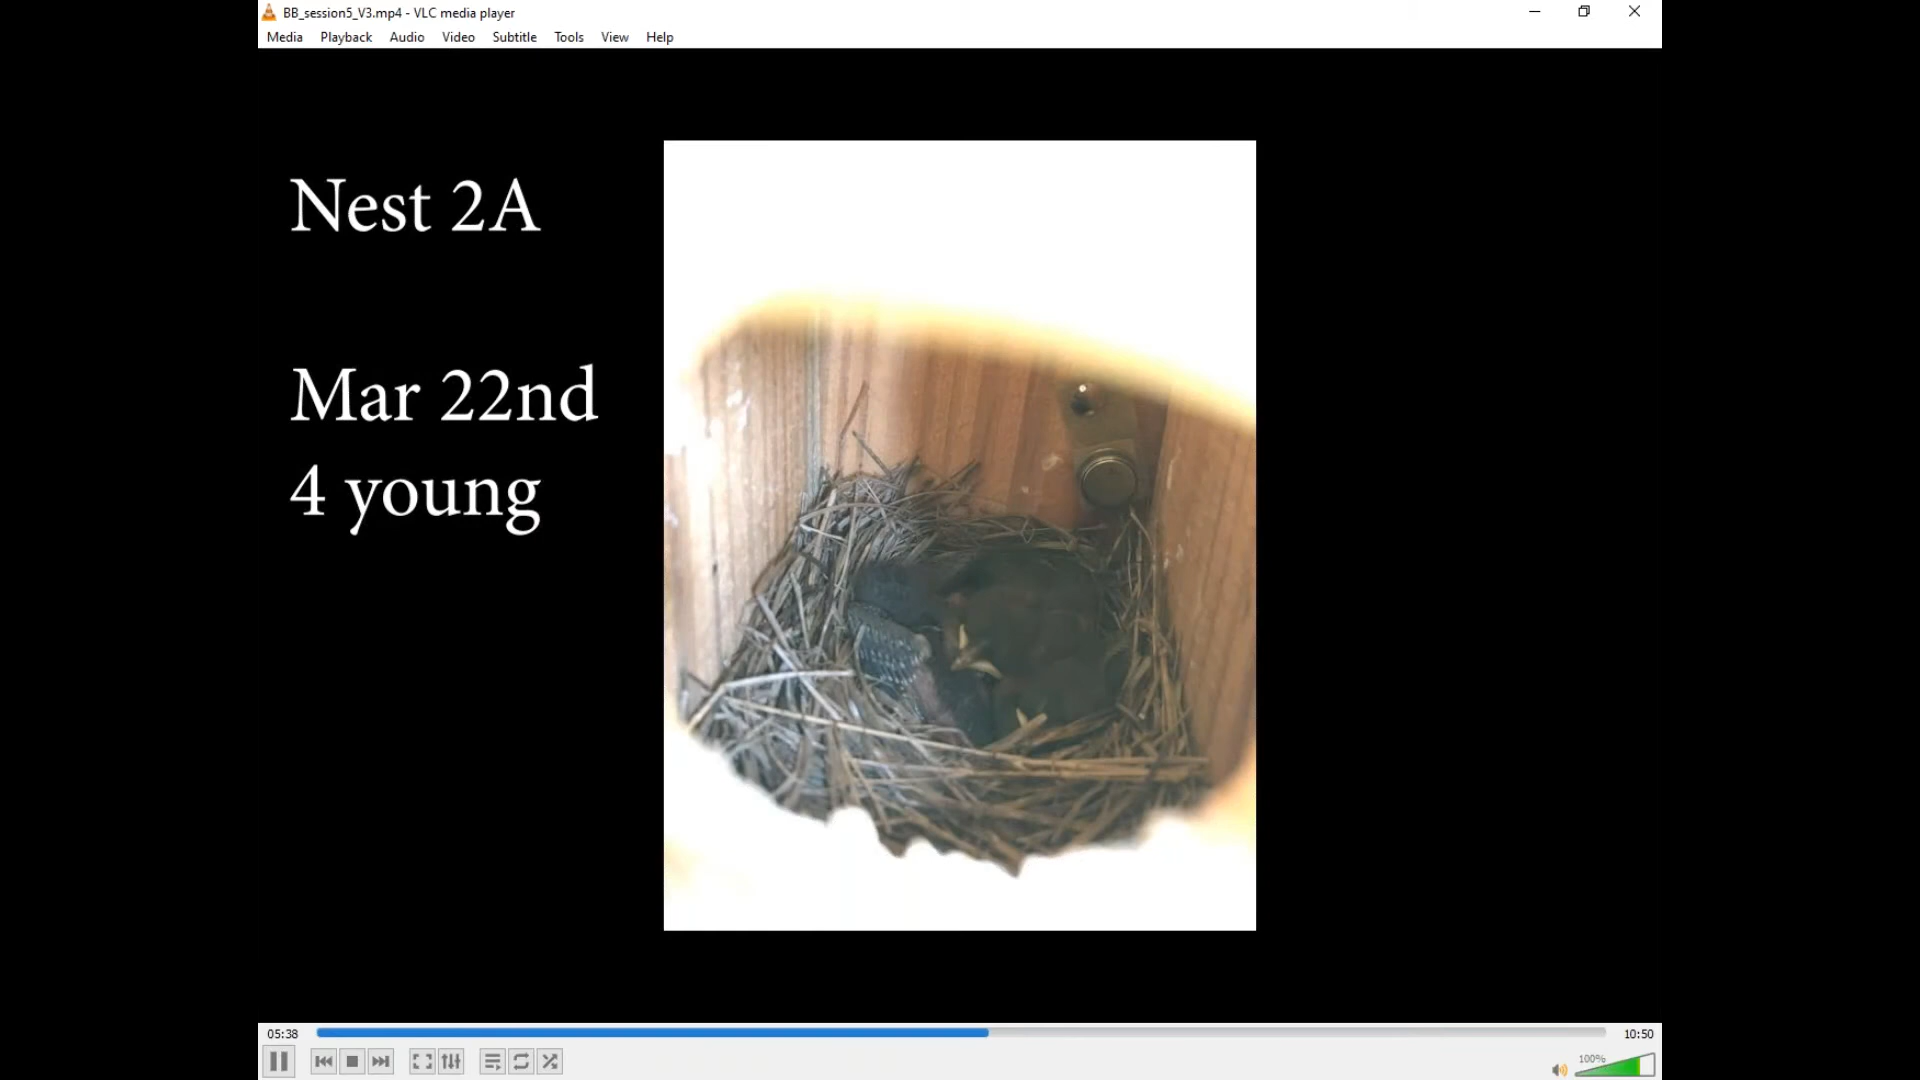 BB_session5_V3.mp4 - VLC media player
Media Playback Audio Video Subtitle Tools View Help
Nest 2A
Mar 22nd
4 young
05:38
10:50
100%